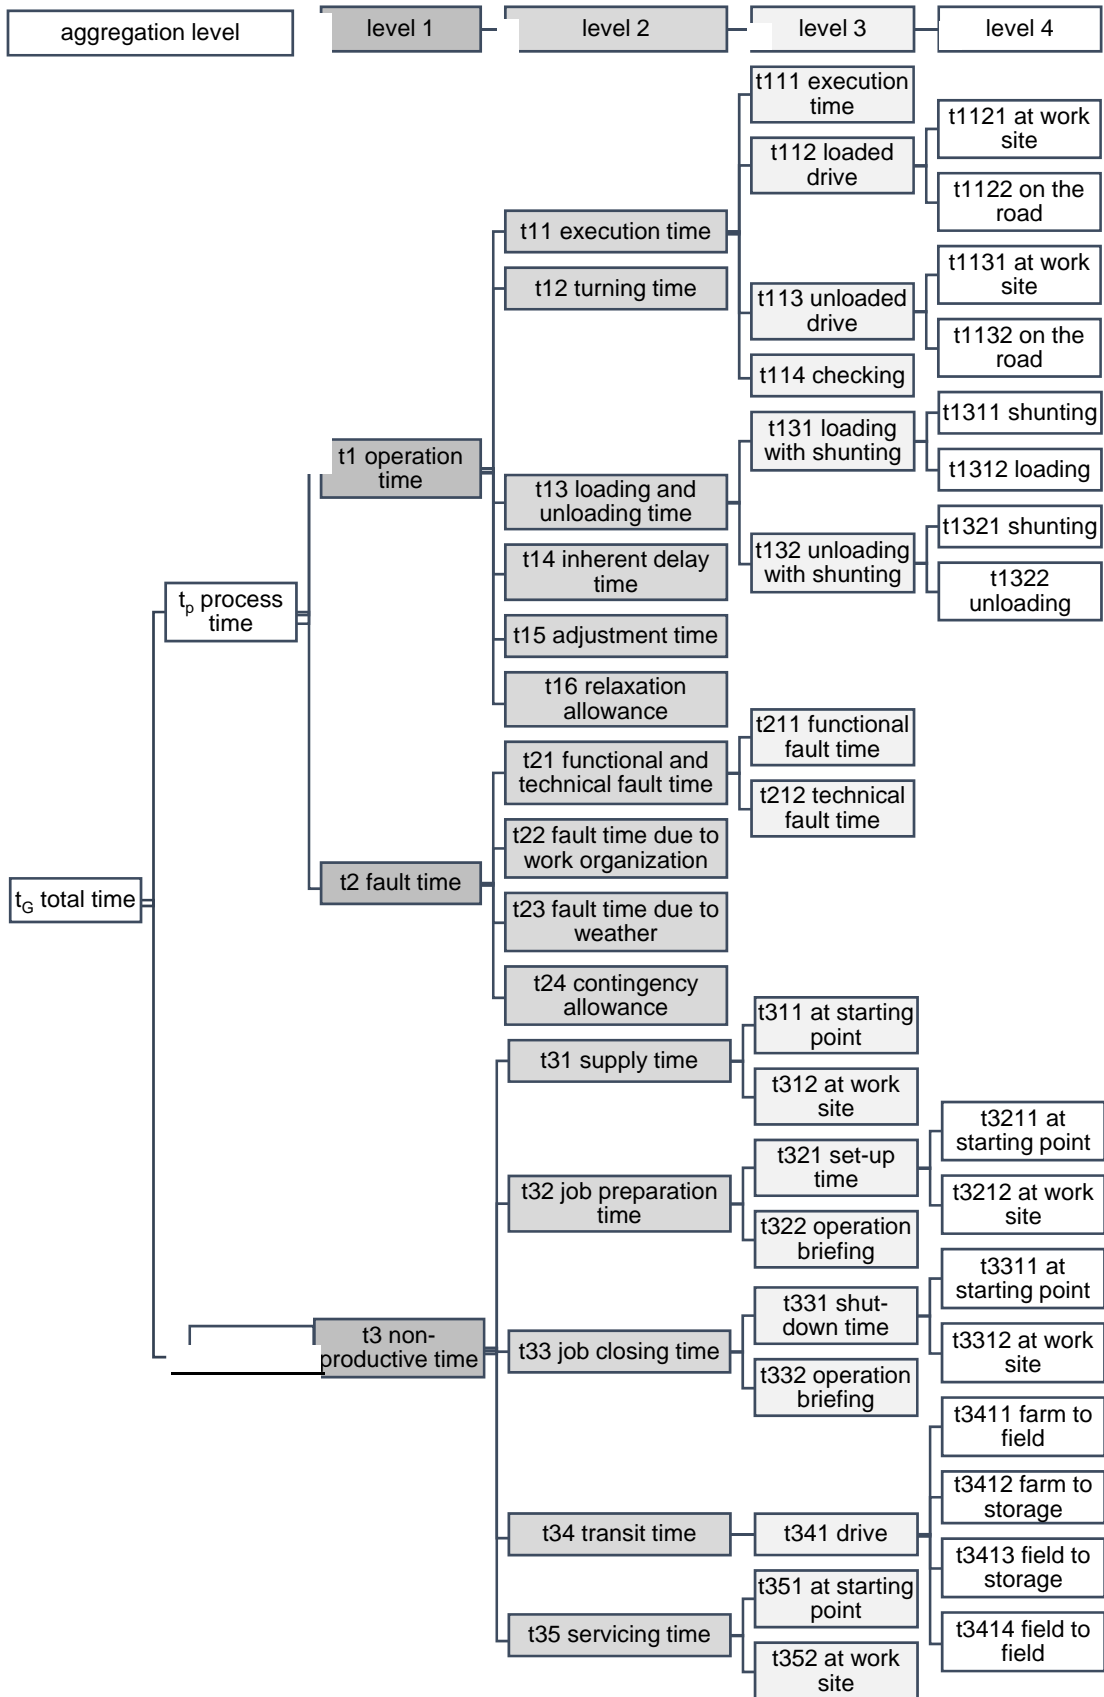 aggregation level
level 1
level 2
level 3
level 4
t111 execution
time
t1121 at work
site
t112 loaded
drive
t1122 on the
road
t11 execution time
t1131 at work
site
t12 turning time
t113 unloaded
drive
t1132 on the
road
t114 checking
t1311 shunting
t131 loading
with shunting
t1 operation
time
t1312 loading
t13 loading and
unloading time
t1321 shunting
t132 unloading
with shunting
t14 inherent delay
time
t1322
unloading
tp process
time
t15 adjustment time
t16 relaxation
allowance
t211 functional
fault time
t21 functional and
technical fault time
t212 technical
fault time
t22 fault time due to
work organization
t2 fault time
tG total time
t23 fault time due to
weather
t24 contingency
allowance
t311 at starting
point
t31 supply time
t312 at work
site
t3211 at
starting point
t321 set-up
time
t32 job preparation
time
t3212 at work
site
t322 operation
briefing
t3311 at
starting point
t331 shut-
down time
t3 non-
productive time
t33 job closing time
t3312 at work
site
t332 operation
briefing
t3411 farm to
field
t3412 farm to
storage
t34 transit time
t341 drive
t3413 field to
storage
t351 at starting
point
t35 servicing time
t3414 field to
field
t352 at work
site